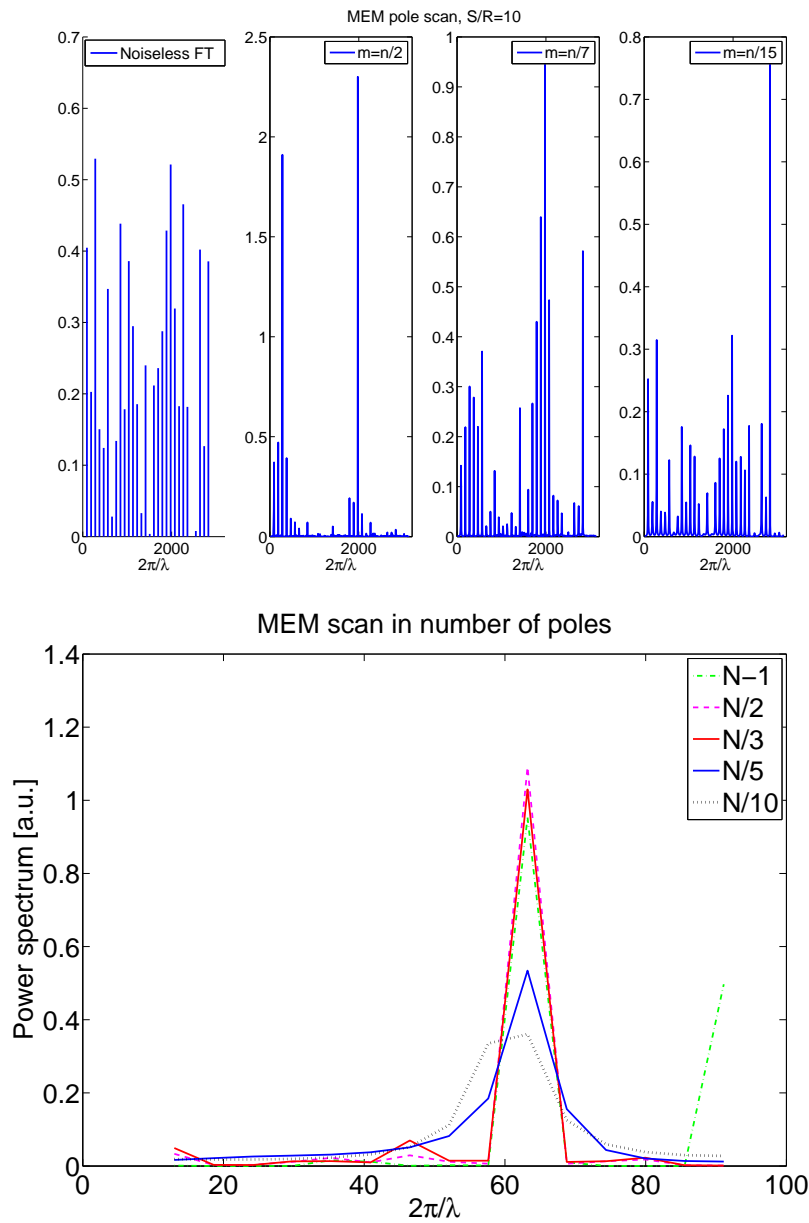 MEM pole scan, S/R=10
0.7
0.6
0.5
0.4
0.3
0.2
0.1
0
Noiseless FT
0 2000
2π/λ
2.5
2
1.5
1
0.5
0
m=n/2
0 2000
2π/λ
1
0.9
0.8
0.7
0.6
0.5
0.4
0.3
0.2
0.1
0
m=n/7
0 2000
2π/λ
0.8
0.7
0.6
0.5
0.4
0.3
0.2
0.1
0
m=n/15
0 2000
2π/λ
MEM scan in number of poles
1.4
1.2
1
0.8
0.6
0.4
0.2
0
Power spectrum [a.u.]
N−1
N/2
N/3
N/5
N/10
0 20 40 60 80 100
2π/λ